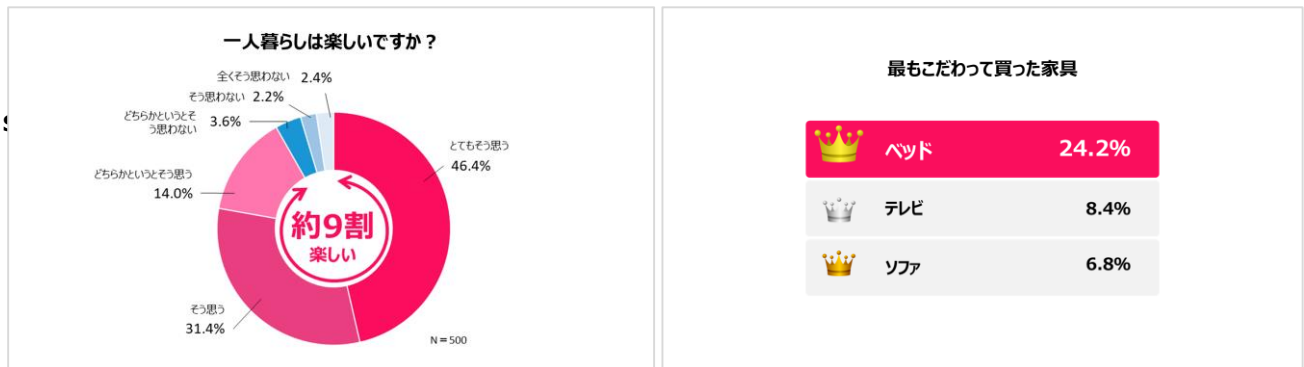 一人暮らしは楽しいですか？
全くそう思わない 2.4%
そう思わない 2.2%
どちらかというとそ
う思わない
3.6%
どちらかというとそう思う
14.0%
とてもそう思う
46.4%
約9割
楽しい
そう思う
31.4%
N＝500
最もこだわって買った家具
ベッド 24.2%
テレビ 8.4%
ソファ 6.8%